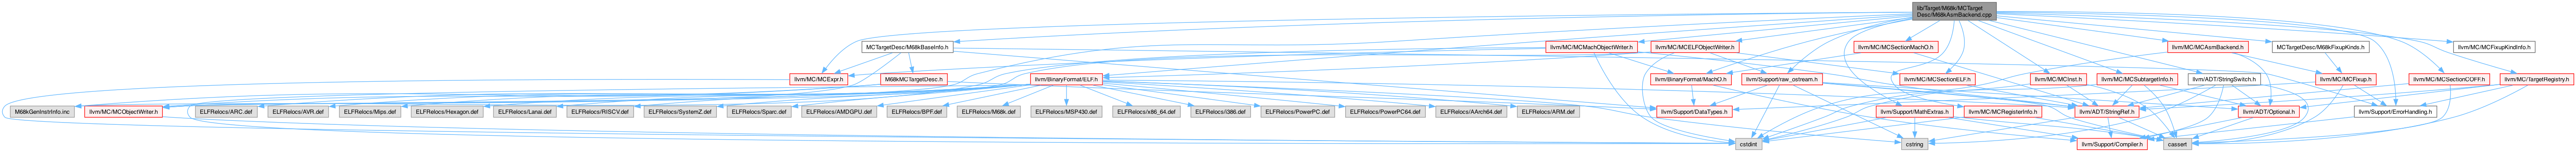 lib/Target/M68k/MCTarget
Desc/M68kAsmBackend.cpp
MCTargetDesc/M68kBaseInfo.h
llvm/MC/MCMachObjectWriter.h
llvm/MC/MCELFObjectWriter.h
llvm/MC/MCSectionMachO.h
llvm/MC/MCAsmBackend.h
MCTargetDesc/M68kFixupKinds.h
llvm/MC/MCFixupKindInfo.h
llvm/MC/MCExpr.h
M68kMCTargetDesc.h
llvm/BinaryFormat/ELF.h
llvm/BinaryFormat/MachO.h
llvm/Support/raw_ostream.h
llvm/MC/MCSectionELF.h
llvm/MC/MCInst.h
llvm/MC/MCSubtargetInfo.h
llvm/ADT/StringSwitch.h
llvm/MC/MCFixup.h
llvm/MC/MCSectionCOFF.h
llvm/MC/TargetRegistry.h
M68kGenInstrInfo.inc
llvm/MC/MCObjectWriter.h
ELFRelocs/ARC.def
ELFRelocs/AVR.def
ELFRelocs/Mips.def
ELFRelocs/Hexagon.def
ELFRelocs/Lanai.def
ELFRelocs/RISCV.def
ELFRelocs/SystemZ.def
ELFRelocs/Sparc.def
ELFRelocs/AMDGPU.def
ELFRelocs/BPF.def
ELFRelocs/M68k.def
ELFRelocs/MSP430.def
ELFRelocs/x86_64.def
ELFRelocs/i386.def
ELFRelocs/PowerPC.def
ELFRelocs/PowerPC64.def
ELFRelocs/AArch64.def
ELFRelocs/ARM.def
llvm/Support/DataTypes.h
llvm/Support/MathExtras.h
llvm/MC/MCRegisterInfo.h
llvm/ADT/StringRef.h
llvm/ADT/Optional.h
llvm/Support/ErrorHandling.h
cstdint
cstring
llvm/Support/Compiler.h
cassert